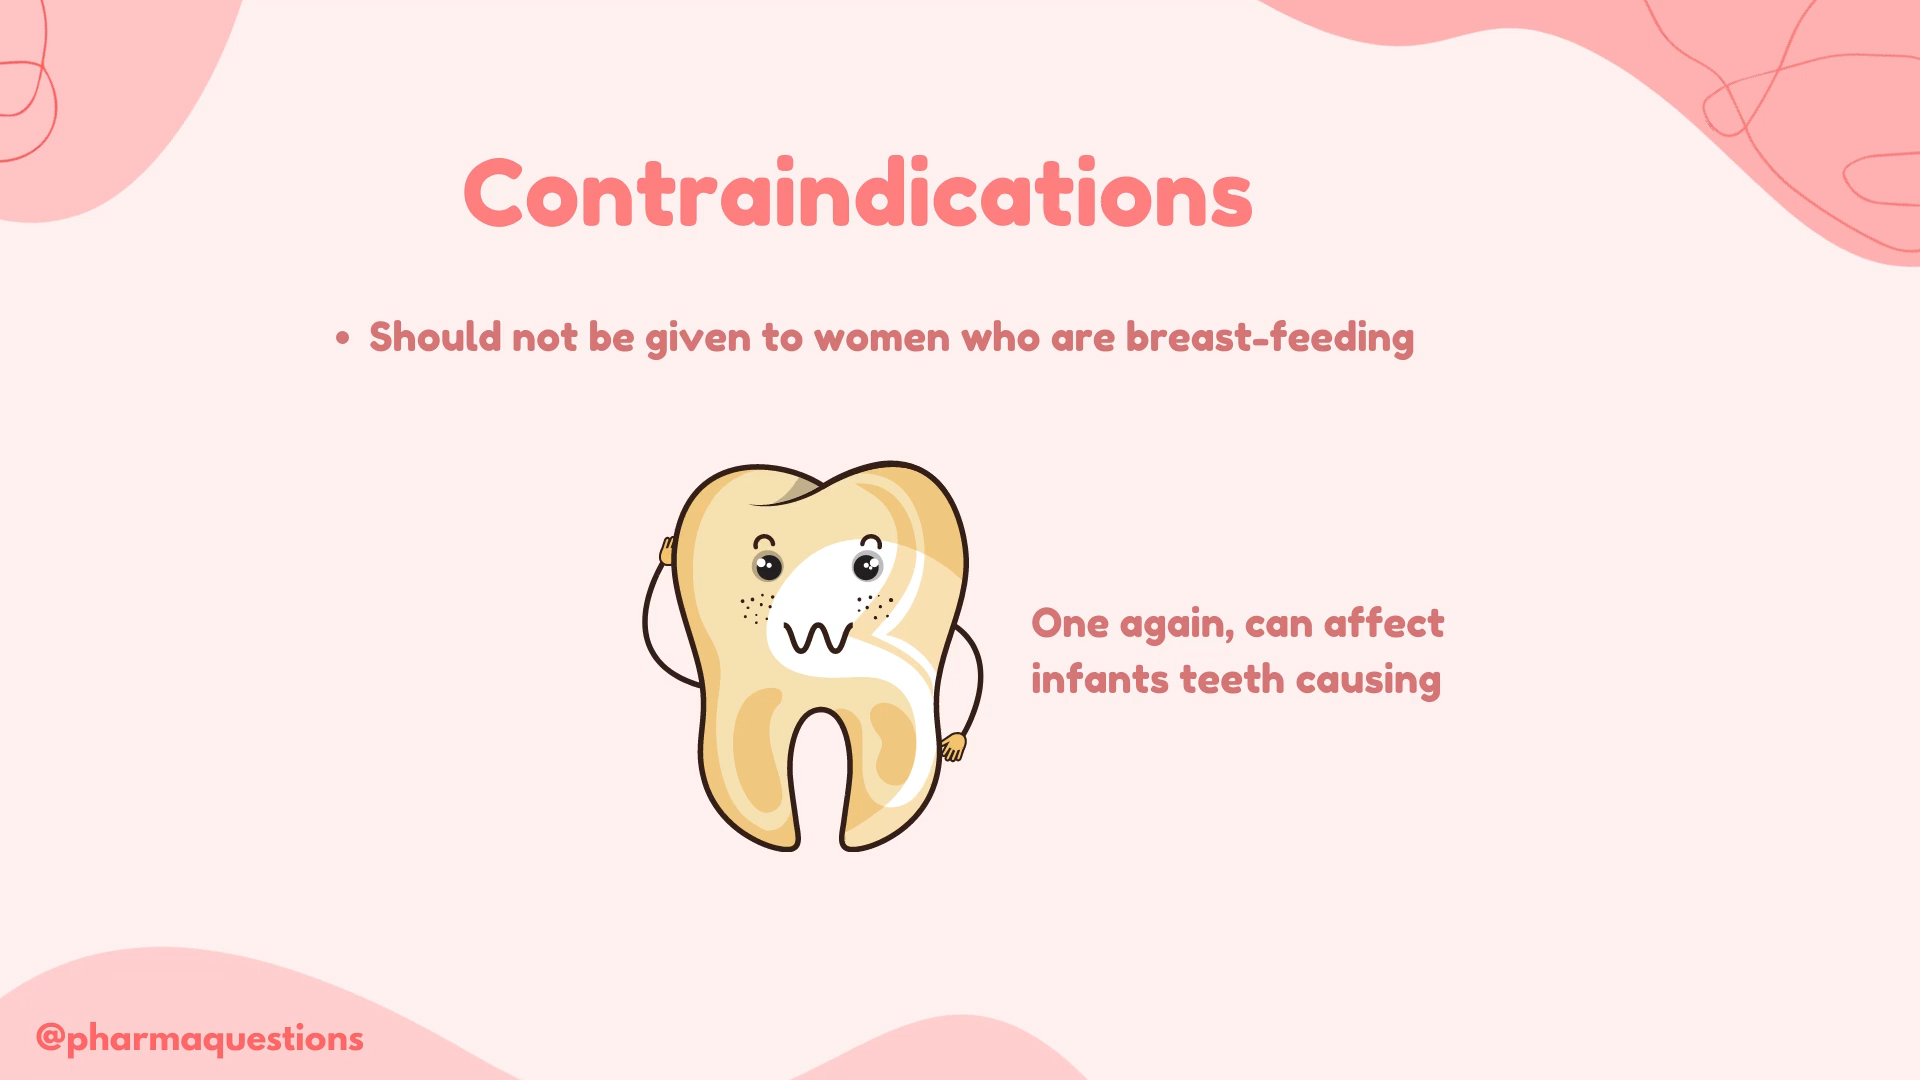 Contraindications
• Should not be given to women who are breast-feeding
One again, can affect
infants teeth causing
@pharmaquestions